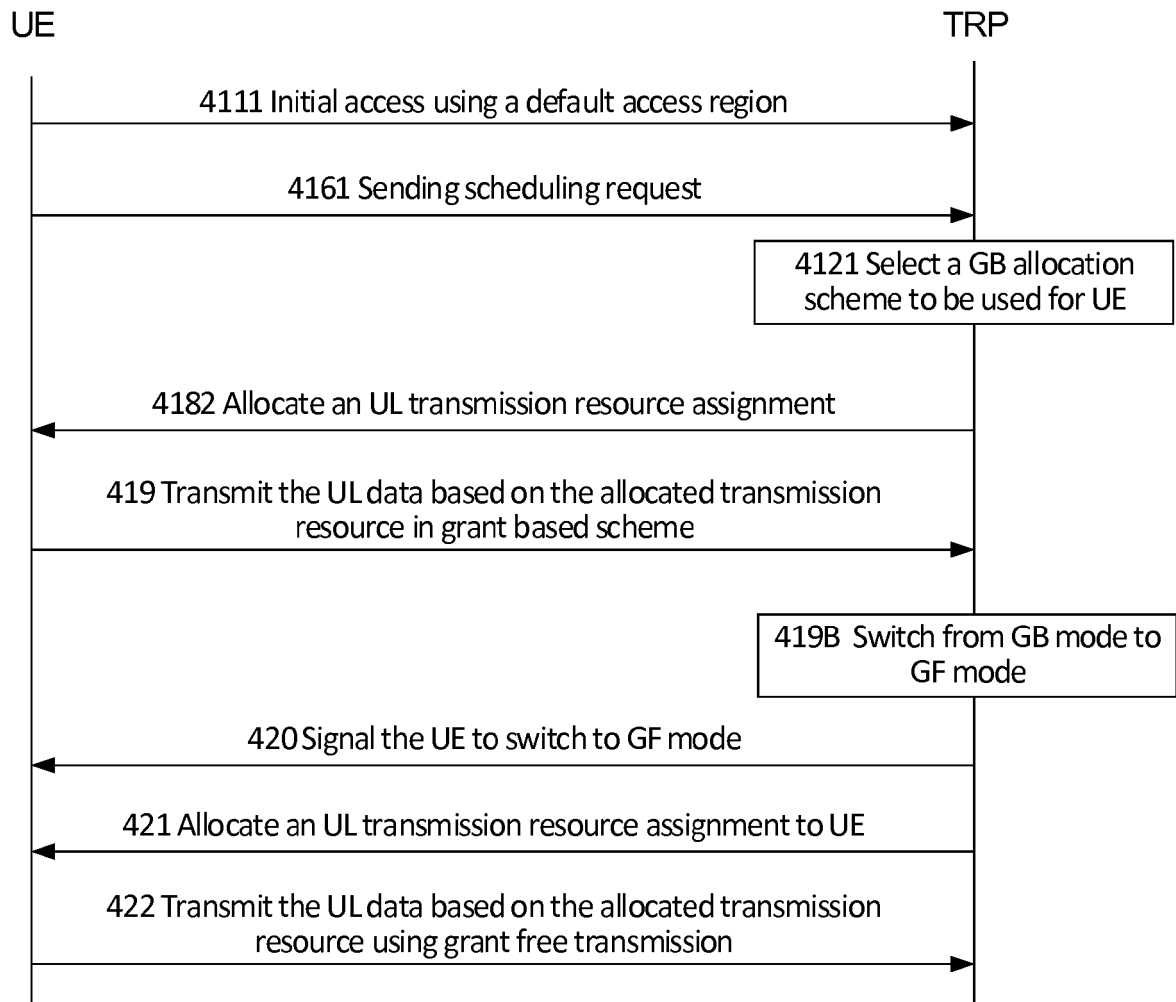 UE
TRP
4111 Initial access using a default access region
4161 Sending scheduling request
4121 Select a GB allocation
scheme to be used for UE
4182 Allocate an UL transmission resource assignment
419 Transmit the UL data based on the allocated transmission
resource in grant based scheme
419B Switch from GB mode to
GF mode
420 Signal the UE to switch to GF mode
421 Allocate an UL transmission resource assignment to UE
422 Transmit the UL data based on the allocated transmission
resource using grant free transmission